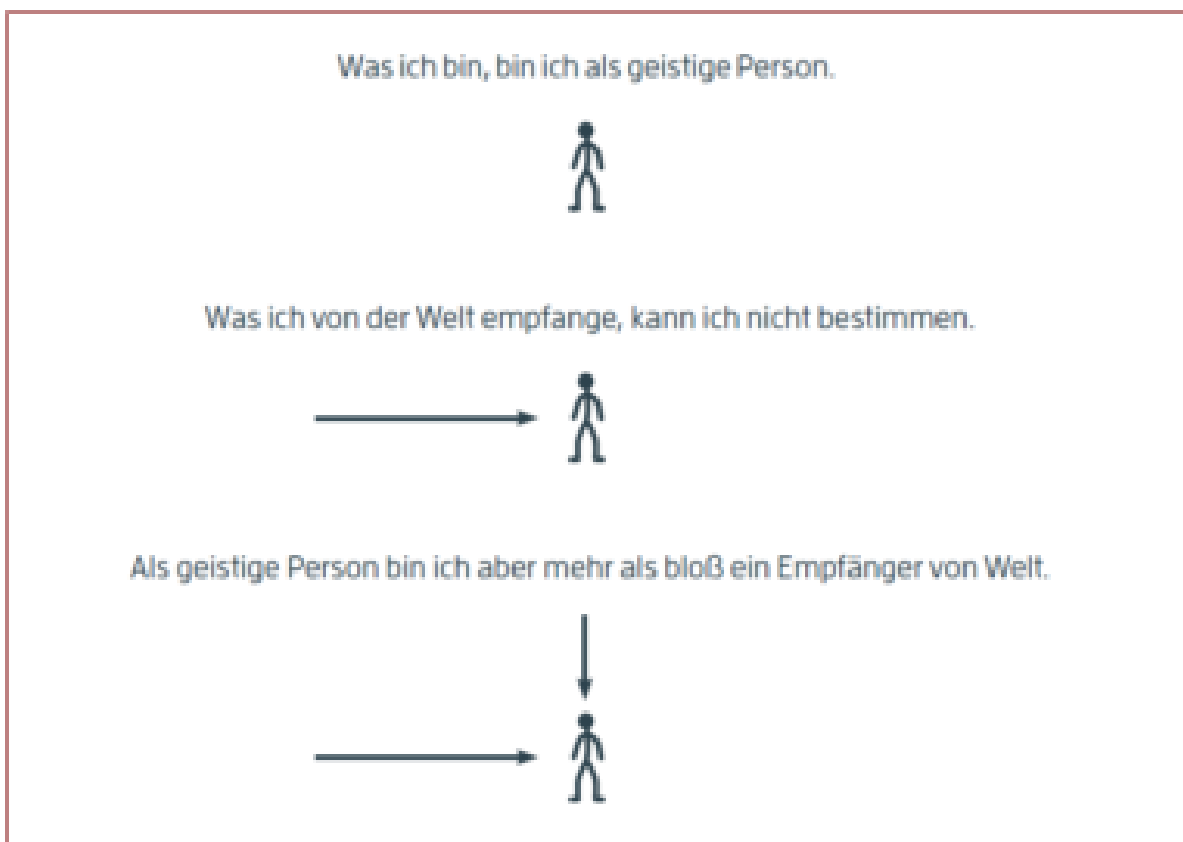 Was ich bin, bin ich als geistige Person.
Was ich von der Welt empfange, kann ich nicht bestimmen.
Als geistige Person bin ich aber mehr als bloß ein Empfänger von Welt.